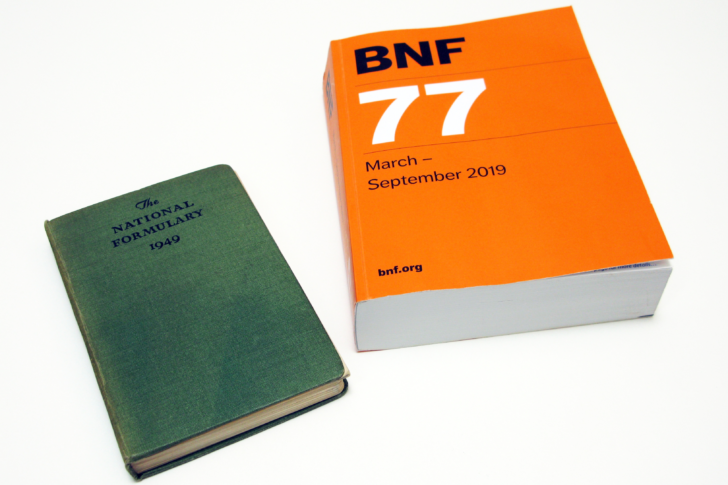 The
NATIONAL
FORMULARY
1949
BNF
77
March –
September 2019
bnf.org